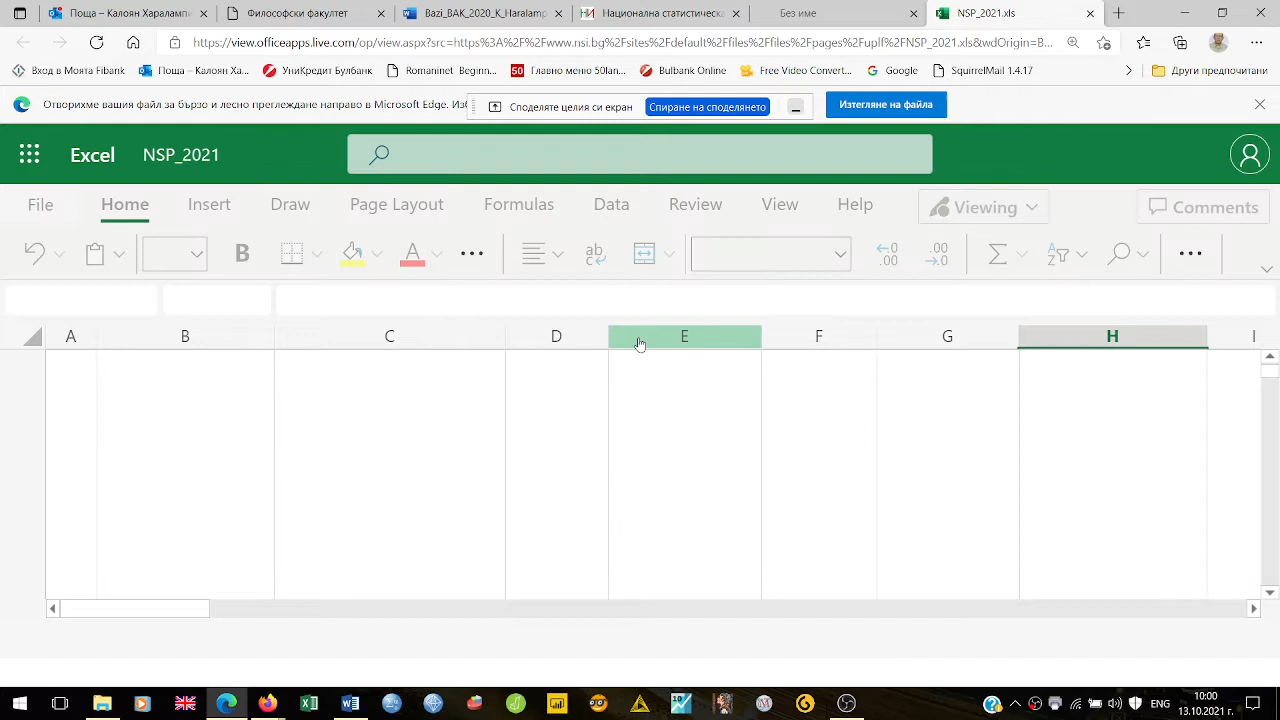 Поща – Калоян Харалампи
Философски факултет
Bazi_BAK_2020_K_Haralamp
Национална статистическа
Без име
NSP_2021.xls
https://view.officeapps.live.com/op/view.aspx?src=https%3A%2F%2Fwww.nsi.bg%2Fsites%2Fdefault%2Ffiles%2Ffiles%2Fpages%2Fuplf%2FNSP_2021.xls&wdOrigin=B...
Вход в Моята Fibank
Поща – Калоян Ха...
УниКредит Булбанк
Romaninet Beginner...
50 Главно меню 50lan...
Bulbank Online
Free Video Convert...
Google
SquirrelMail 1.4.17
Други предпочитани
Отворихме вашия файл за бързо и лесно преглеждане направо в Microsoft Edge.
Споделяте целия си екран
Спиране на споделянето
Изтегляне на файла
Excel NSP_2021
File Home Insert Draw Page Layout Formulas Data Review View Help Viewing Comments
A B C D E F G H I
10:00
ENG
13.10.2021 г.